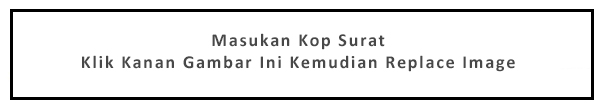 Masukan Kop Surat
Klik Kanan Gambar Ini Kemudian Replace Image